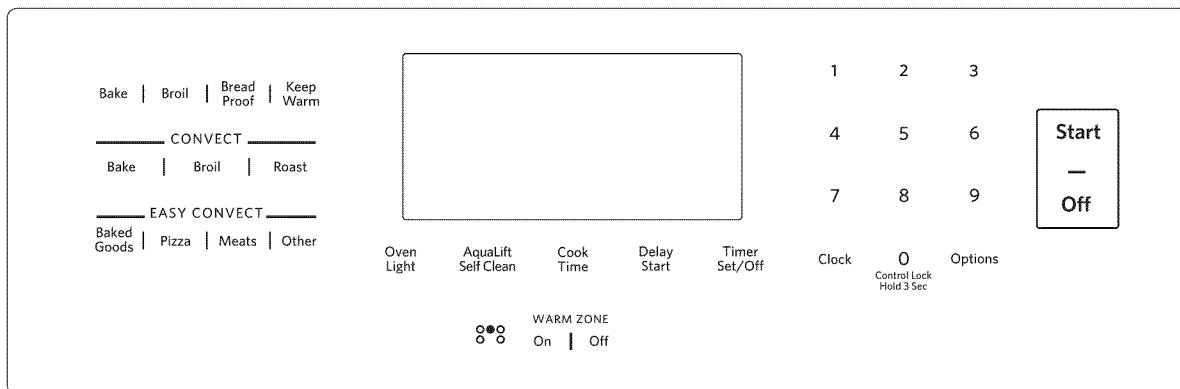 Bake | Broil | Bread Proof | Keep Warm
CONVECT
Bake | Broil | Roast
EASY CONVECT
Baked Goods | Pizza | Meats | Other
Oven Light
AquaLift Self Clean
Cook Time
Delay Start
Timer Set/Off
WARM ZONE
On | Off
1 2 3
4 5 6
7 8 9
Clock 0 Options
Control Lock
Hold 3 Sec
Start
—
Off